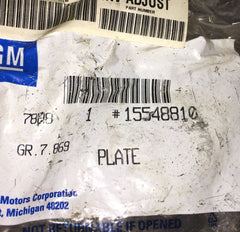 INV ADJUST
PART NUMBER
GM
7808 1 #15548810
GR.7.869 PLATE
Motors Corporation
, Michigan 48202
NOT RETURNABLE IF OPENED